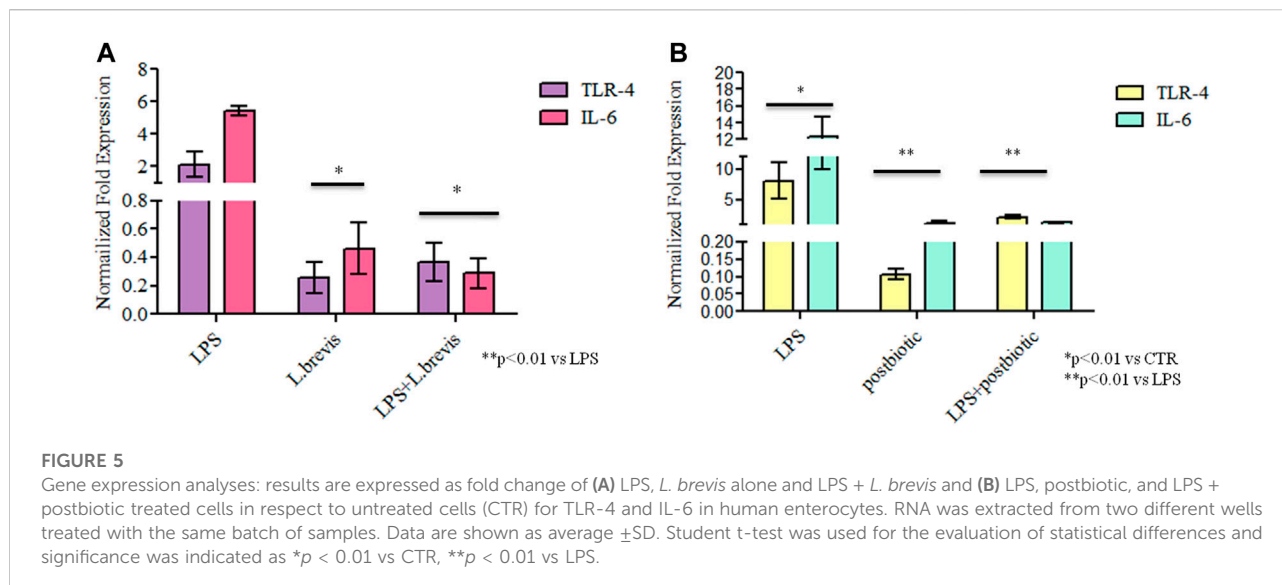 A
Normailized Fold Expression
8
6
4
2
0.8
0.6
0.4
0.2
0.0
*
*
TLR-4
IL-6
LPS
L.brevis
LPS+L.brevis
**p<0.01 vs LPS
B
Normailized Fold Expression
20
18
16
14
12
10
5
0.20
0.15
0.10
0.05
0.00
*
**
**
TLR-4
IL-6
LPS
postbiotic
LPS+postbiotic
*p<0.01 vs CTR
**p<0.01 vs LPS
FIGURE 5
Gene expression analyses: results are expressed as fold change of (A) LPS, L. brevis alone and LPS + L. brevis and (B) LPS, postbiotic, and LPS +
postbiotic treated cells in respect to untreated cells (CTR) for TLR-4 and IL-6 in human enterocytes. RNA was extracted from two different wells
treated with the same batch of samples. Data are shown as average ±SD. Student t-test was used for the evaluation of statistical differences and
significance was indicated as *p < 0.01 vs CTR, **p < 0.01 vs LPS.